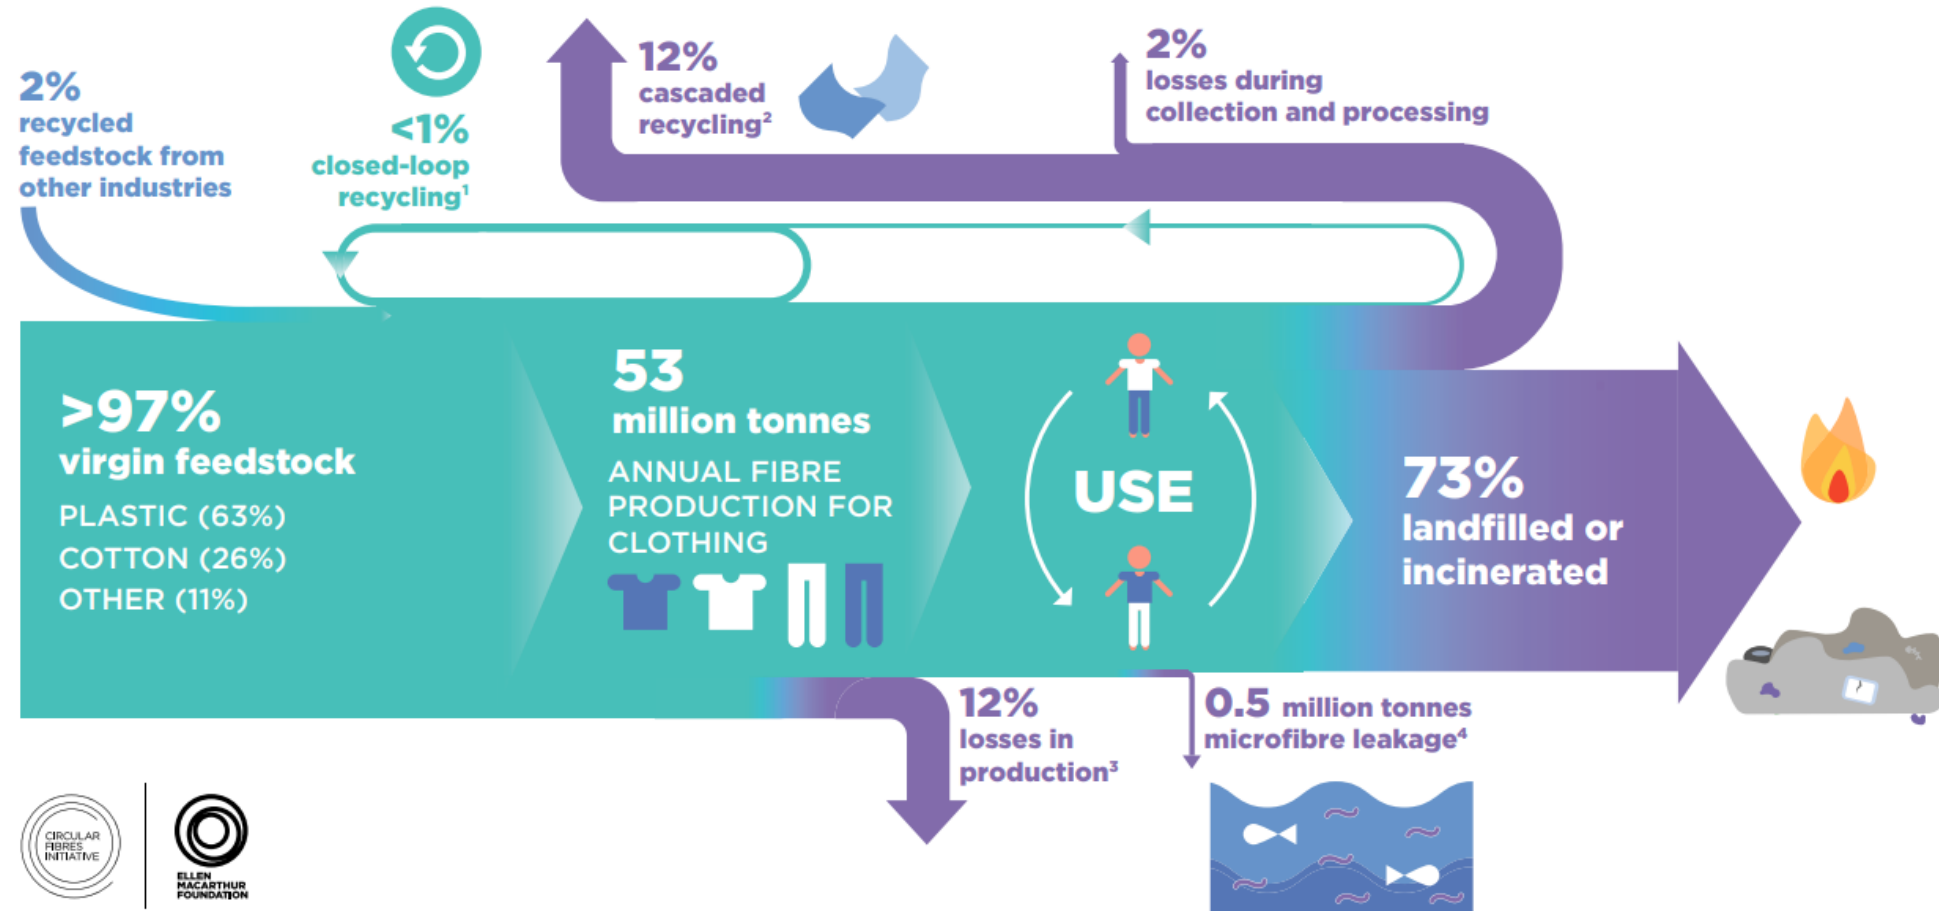 2%
recycled
feedstock from
other industries
<1%
closed-loop
recycling¹
12%
cascaded
recycling²
2%
losses during
collection and processing
>97%
virgin feedstock
PLASTIC (63%)
COTTON (26%)
OTHER (11%)
53
million tonnes
ANNUAL FIBRE
PRODUCTION FOR
CLOTHING
USE
73%
landfilled or
incinerated
12%
losses in
production³
0.5 million tonnes
microfibre leakage⁴
CIRCULAR
FIBRES
INITIATIVE
ELLEN
MACARTHUR
FOUNDATION